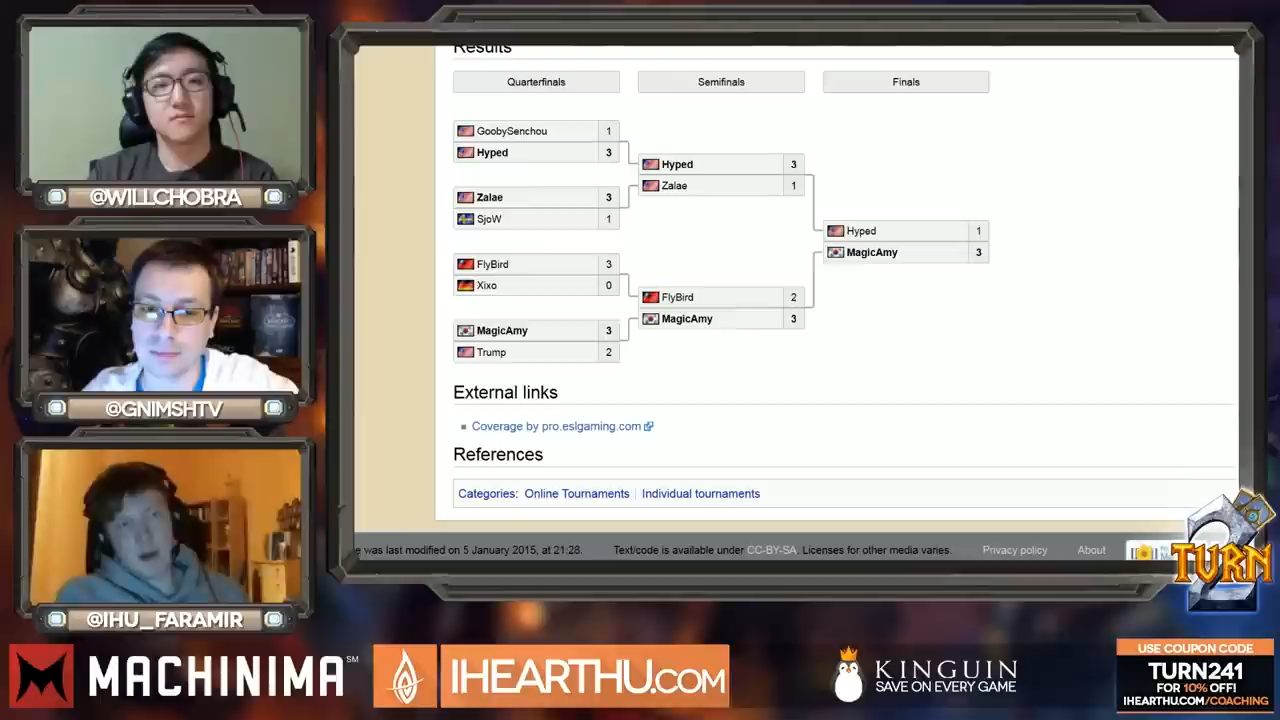 @WILLCHOBRA
@GNIMSHTV
@IHU_FARAMIR
Results
Quarterfinals
Semifinals
Finals
GoobySenchou 1
Hyped 3
Zalae 3
SjoW 1
FlyBird 3
Xixo 0
MagicAmy 3
Trump 2
Hyped 3
Zalae 1
FlyBird 2
MagicAmy 3
Hyped 1
MagicAmy 3
External links
Coverage by pro.eslgaming.com
References
Categories: Online Tournaments | Individual tournaments
e was last modified on 5 January 2015, at 21:28. Text/code is available under CC-BY-SA. Licenses for other media varies. Privacy policy About
TURN
2
MACHINIMA SM
IHEARTHU.COM
KINGUIN
SAVE ON EVERY GAME
USE COUPON CODE
TURN241
FOR 10% OFF!
IHEARTHU.COM/COACHING